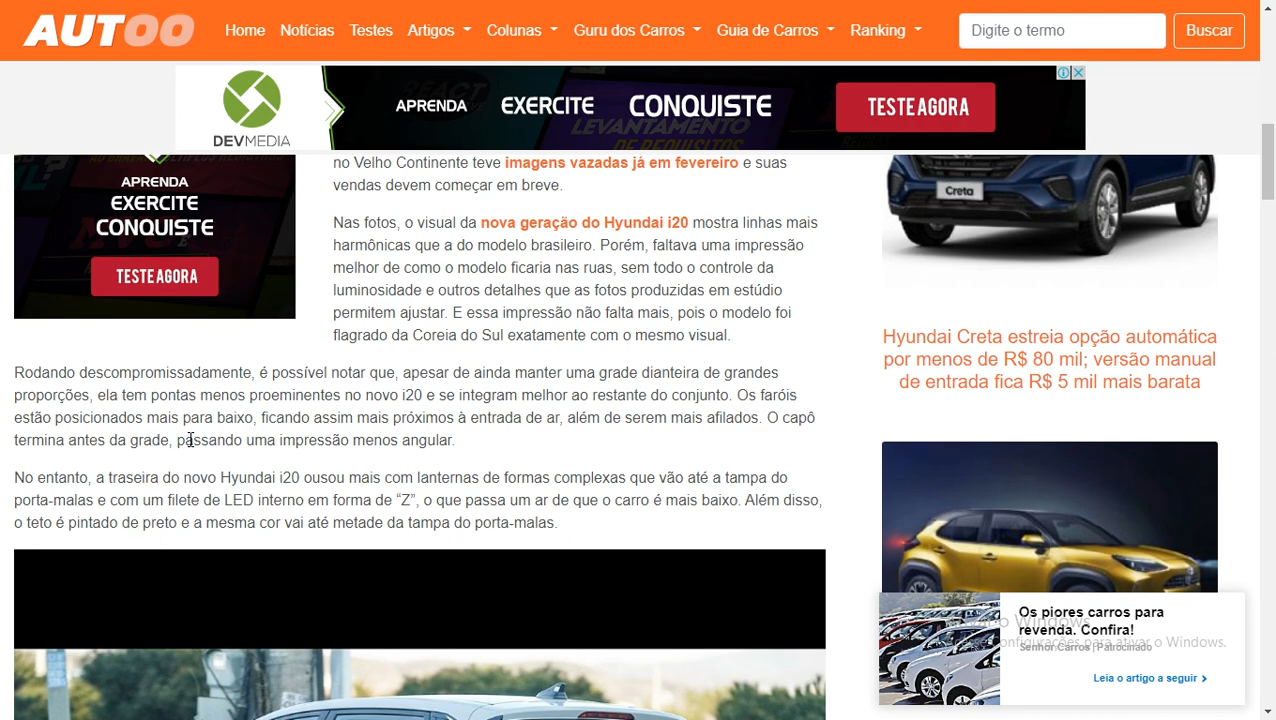 AUTOO
Home Notícias Testes Artigos Colunas Guru dos Carros Guia de Carros Ranking Digite o termo Buscar
DEVMEDIA
APRENDA EXERCITE CONQUISTE TESTE AGORA
LEVANTAMENTO
APRENDA
EXERCITE
CONQUISTE
TESTE AGORA
no Velho Continente teve imagens vazadas já em fevereiro e suas
vendas devem começar em breve.
Nas fotos, o visual da nova geração do Hyundai i20 mostra linhas mais
harmônicas que a do modelo brasileiro. Porém, faltava uma impressão
melhor de como o modelo ficaria nas ruas, sem todo o controle da
luminosidade e outros detalhes que as fotos produzidas em estúdio
permitem ajustar. E essa impressão não falta mais, pois o modelo foi
flagrado da Coreia do Sul exatamente com o mesmo visual.
Rodando descompromissadamente, é possível notar que, apesar de ainda manter uma grade dianteira de grandes
proporções, ela tem pontas menos proeminentes no novo i20 e se integram melhor ao restante do conjunto. Os faróis
estão posicionados mais para baixo, ficando assim mais próximos à entrada de ar, além de serem mais afilados. O capô
termina antes da grade, passando uma impressão menos angular.
No entanto, a traseira do novo Hyundai i20 ousou mais com lanternas de formas complexas que vão até a tampa do
porta-malas e com um filete de LED interno em forma de “Z”, o que passa um ar de que o carro é mais baixo. Além disso,
o teto é pintado de preto e a mesma cor vai até metade da tampa do porta-malas.
Creta
Hyundai Creta estreia opção automática
por menos de R$ 80 mil; versão manual
de entrada fica R$ 5 mil mais barata
Os piores carros para
revenda. Confira!
Senhor Carros | Patrocinado
Leia o artigo a seguir
Windows
configurações para ativar o Windows.